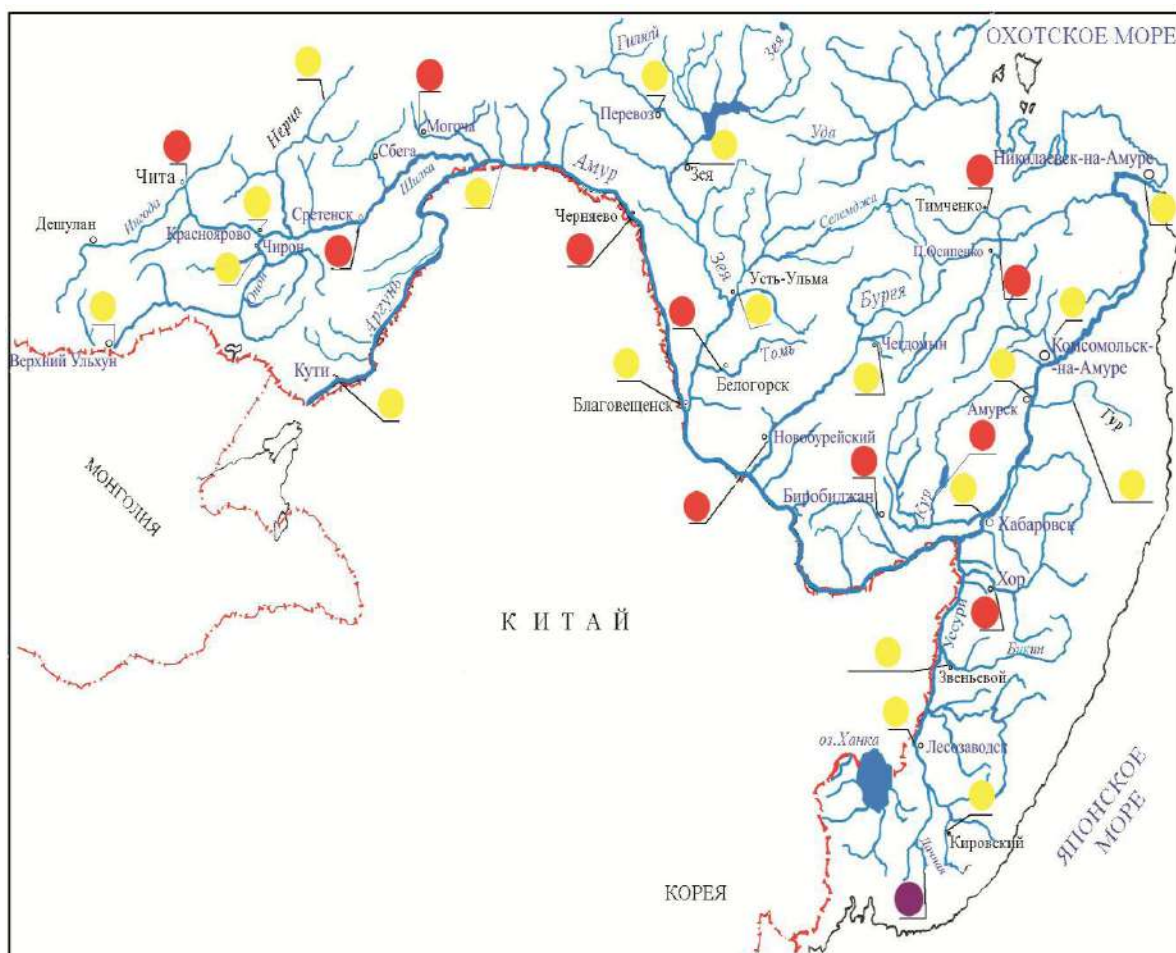 ОХОТСКОЕ МОРЕ
Гилюй
Зея
Перевоз
Могоча
Нерча
Сбега
Уда
Амур
Шилка
Зея
Николаевск-на-Амуре
Чита
Ингода
Тимченко
Селемджа
Сретенск
Черняево
Дешулан
Красноярово
Чирон
П.Осипенко
Онон
Аргунь
Зея
Усть-Ульма
Бурея
Верхний Ульхун
Чегдомын
Томь
Комсомольск-
-на-Амуре
Кути
Белогорск
Благовещенск
Амурск
Гур
Новобурейский
МОНГОЛИЯ
Биробиджан
Кур
Хабаровск
Хор
КИТАЙ
Уссури
Бикин
Звеньевой
оз.Ханка
Лесозаводск
ЯПОНСКОЕ
МОРЕ
Кировский
Дачная
КОРЕЯ